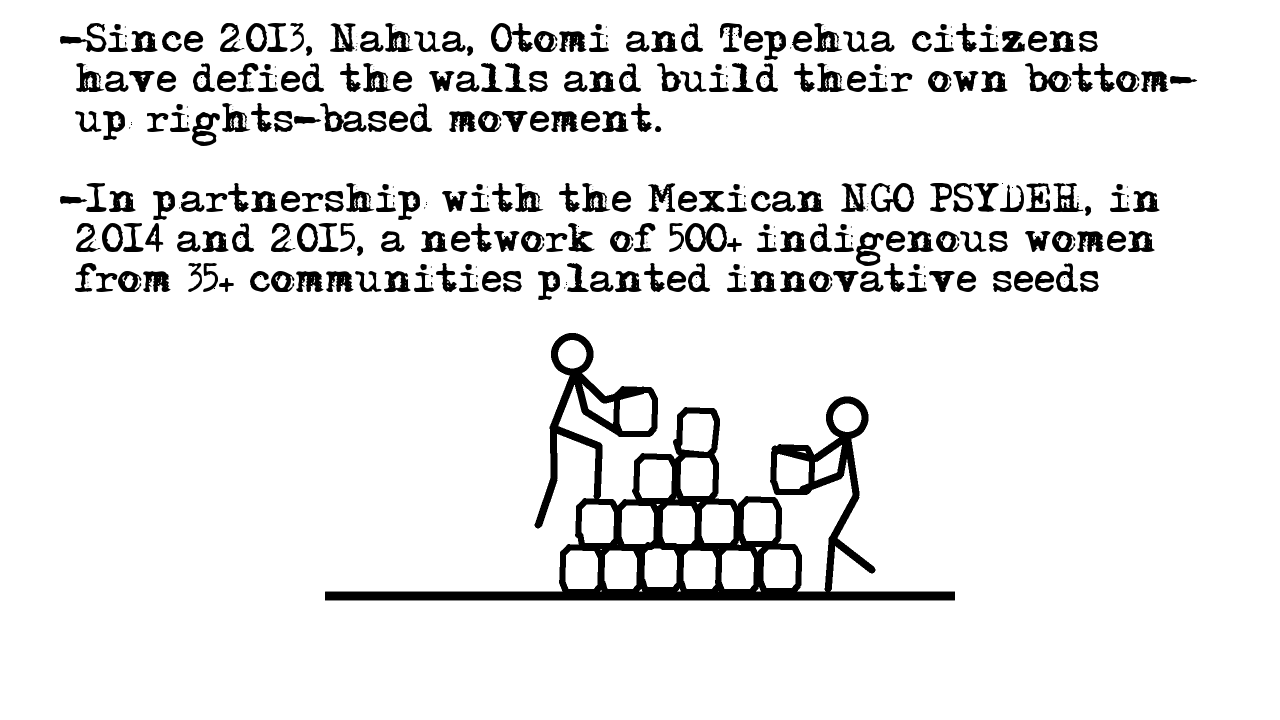 -Since 2013, Nahua, Otomi and Tepehua citizens
have defied the walls and build their own bottom-
up rights-based movement.
-In partnership with the Mexican NGO PSYDEH, in
2014 and 2015, a network of 500+ indigenous women
from 35+ communities planted innovative seeds